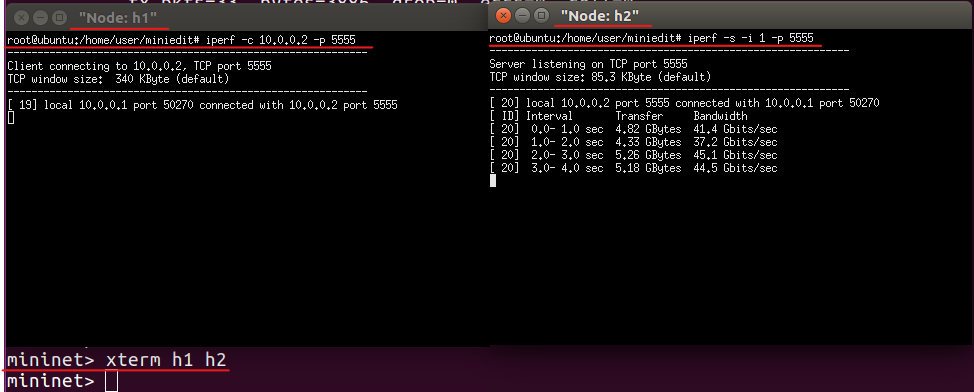 "Node: h1"
root@ubuntu:/home/user/miniedit# iperf -c 10.0.0.2 -p 5555
------------------------------------------------------------
Client connecting to 10.0.0.2, TCP port 5555
TCP window size:  340 KByte (default)
------------------------------------------------------------
[ 19] local 10.0.0.1 port 50270 connected with 10.0.0.2 port 5555
"Node: h2"
root@ubuntu:/home/user/miniedit# iperf -s -i 1 -p 5555
------------------------------------------------------------
Server listening on TCP port 5555
TCP window size: 85.3 KByte (default)
------------------------------------------------------------
[ 20] local 10.0.0.2 port 5555 connected with 10.0.0.1 port 50270
[ ID] Interval       Transfer     Bandwidth
[ 20]  0.0- 1.0 sec  4.82 GBytes  41.4 Gbits/sec
[ 20]  1.0- 2.0 sec  4.33 GBytes  37.2 Gbits/sec
[ 20]  2.0- 3.0 sec  5.26 GBytes  45.1 Gbits/sec
[ 20]  3.0- 4.0 sec  5.18 GBytes  44.5 Gbits/sec
mininet> xterm h1 h2
mininet>